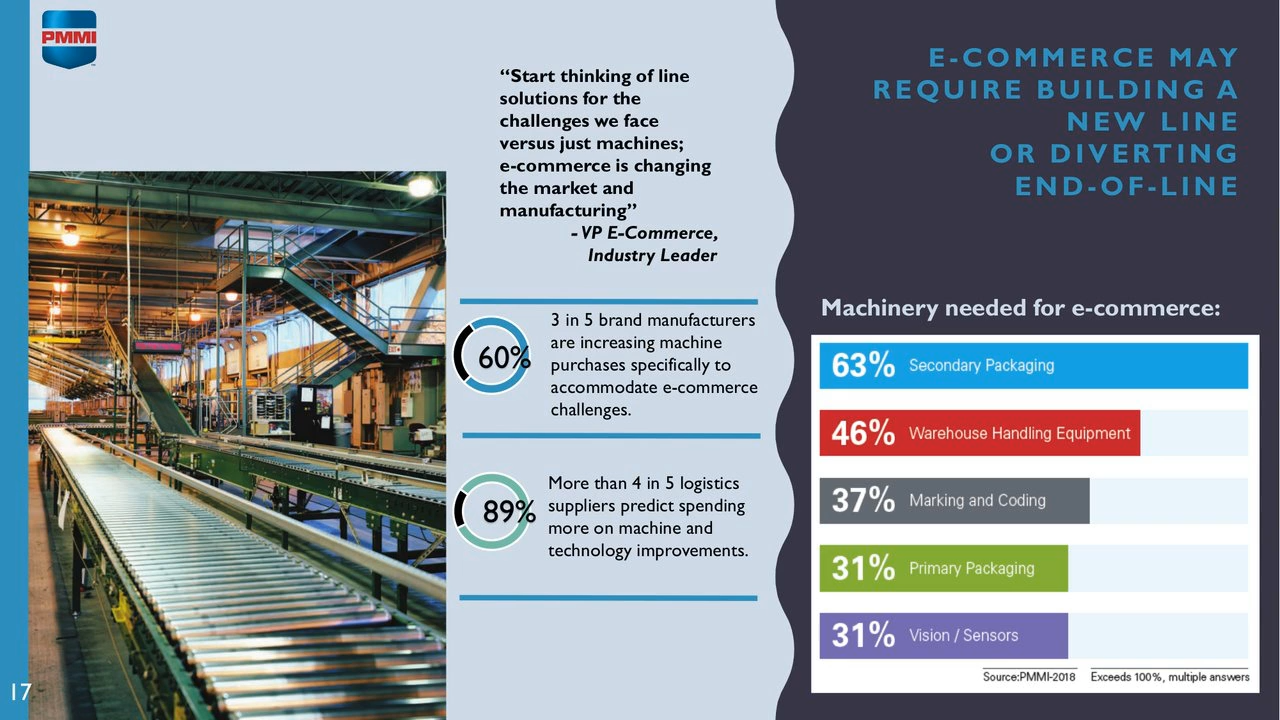 PMMI
“Start thinking of line
solutions for the
challenges we face
versus just machines;
e-commerce is changing
the market and
manufacturing”
- VP E-Commerce,
Industry Leader
60%
3 in 5 brand manufacturers
are increasing machine
purchases specifically to
accommodate e-commerce
challenges.
89%
More than 4 in 5 logistics
suppliers predict spending
more on machine and
technology improvements.
E-COMMERCE MAY
REQUIRE BUILDING A
NEW LINE
OR DIVERTING
END-OF-LINE
Machinery needed for e-commerce:
63% Secondary Packaging
46% Warehouse Handling Equipment
37% Marking and Coding
31% Primary Packaging
31% Vision / Sensors
Source:PMMI-2018 Exceeds 100%, multiple answers
EXIT
17